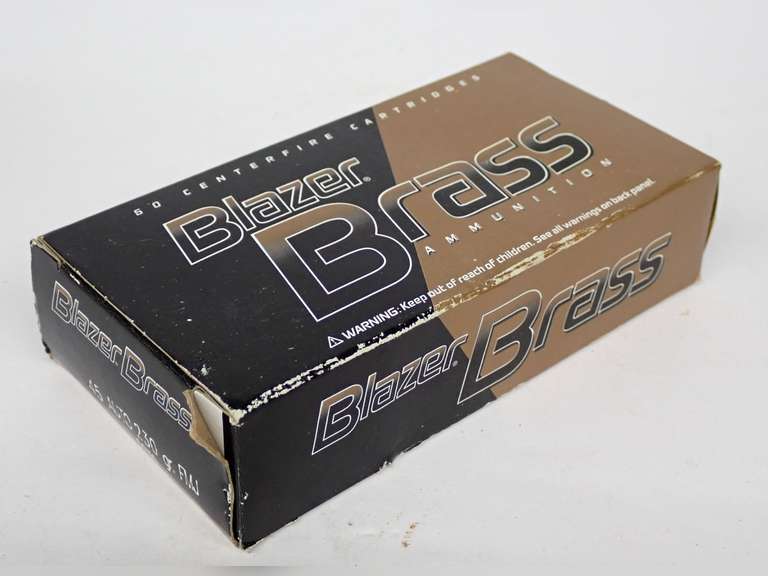 50 CENTERFIRE CARTRIDGES
Blazer®
Brass
AMMUNITION
⚠ WARNING: Keep out of reach of children. See all warnings on back panel.
Blazer® Brass
Blazer Brass
45 AUTO 230 gr. FMJ